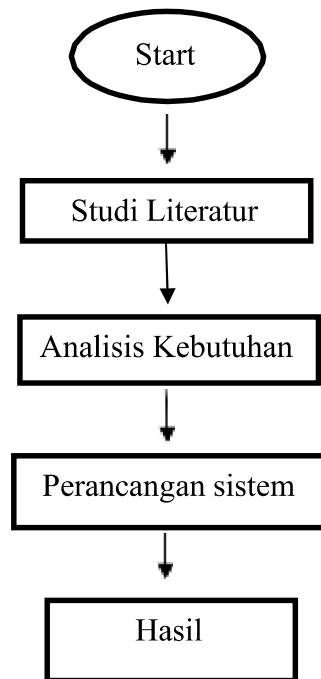 Start
Studi Literatur
Analisis Kebutuhan
Perancangan sistem
Hasil